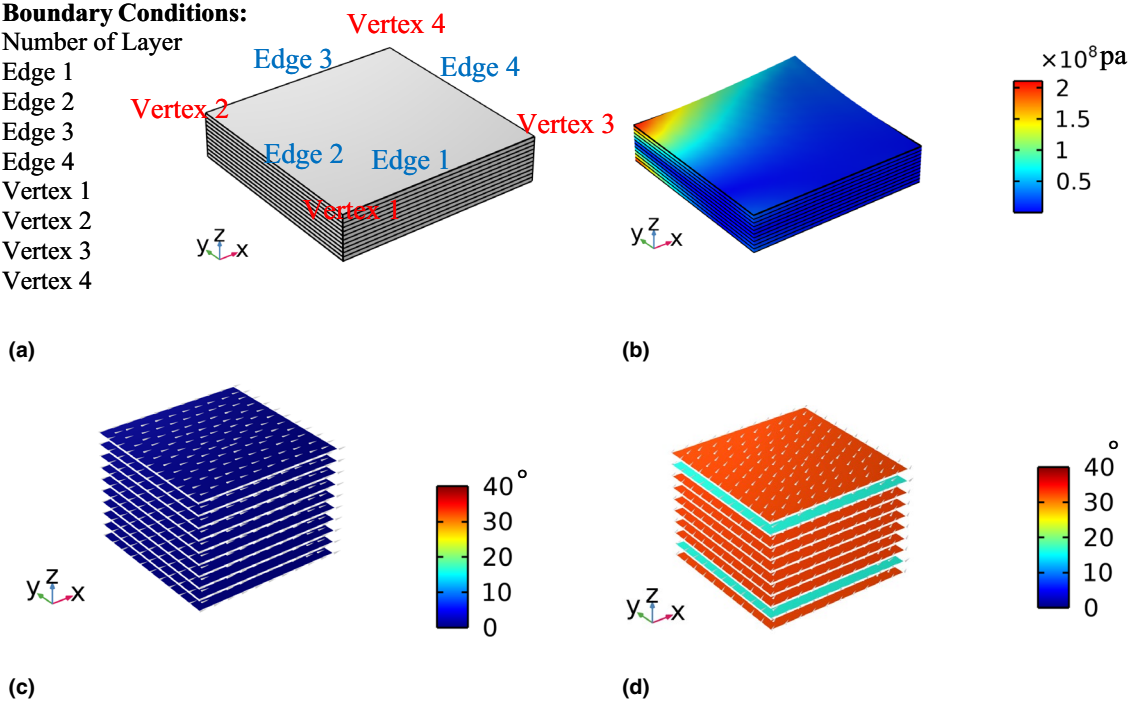 Boundary Conditions:
Number of Layer
Edge 1
Edge 2
Edge 3
Edge 4
Vertex 1
Vertex 2
Vertex 3
Vertex 4
Vertex 4
Edge 3
Edge 4
Vertex 2
Vertex 3
Edge 2
Edge 1
Vertex 1
y z x
(a)
×10⁸pa
2
1.5
1
0.5
y z x
(b)
40°
30
20
10
0
y z x
(c)
°
40
30
20
10
0
y z x
(d)